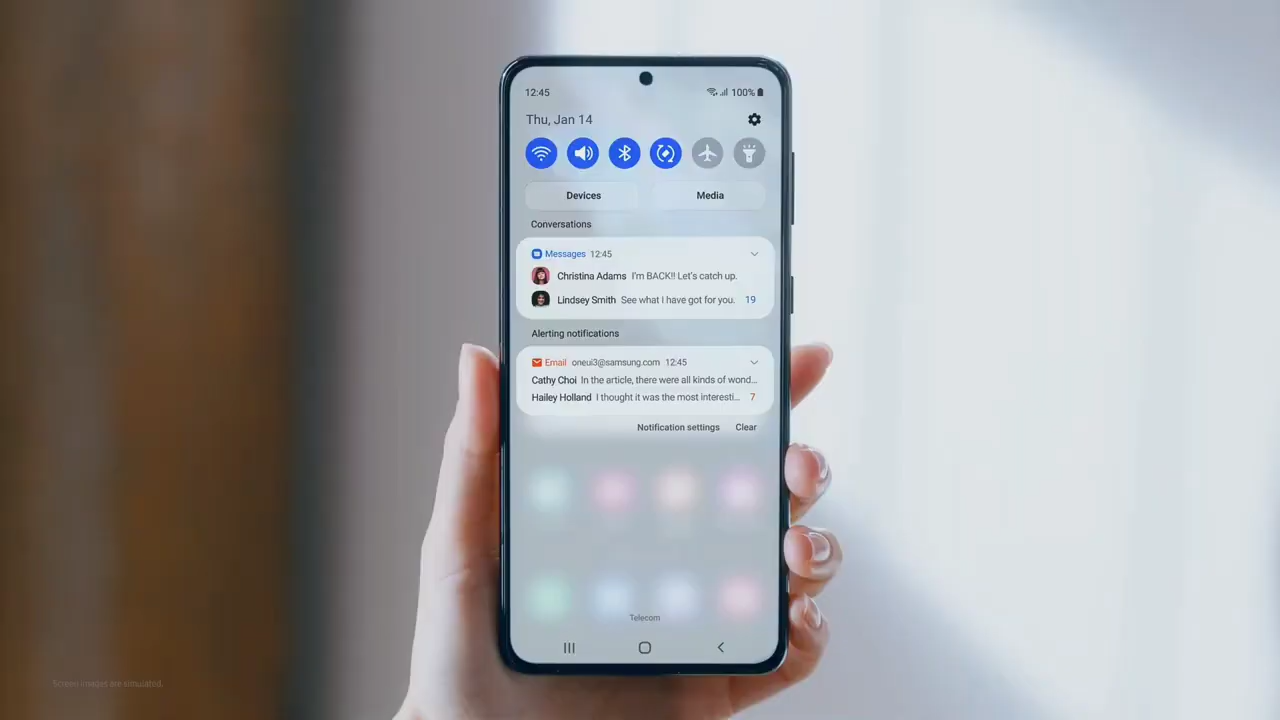 12:45 100%
Thu, Jan 14
Devices Media
Conversations
Messages 12:45
Christina Adams I'm BACK!! Let's catch up.
Lindsey Smith See what I have got for you. 19
Alerting notifications
Email oneui3@samsung.com 12:45
Cathy Choi In the article, there were all kinds of wond...
Hailey Holland I thought it was the most interesti... 7
Notification settings Clear
Telecom
Screen images are simulated.